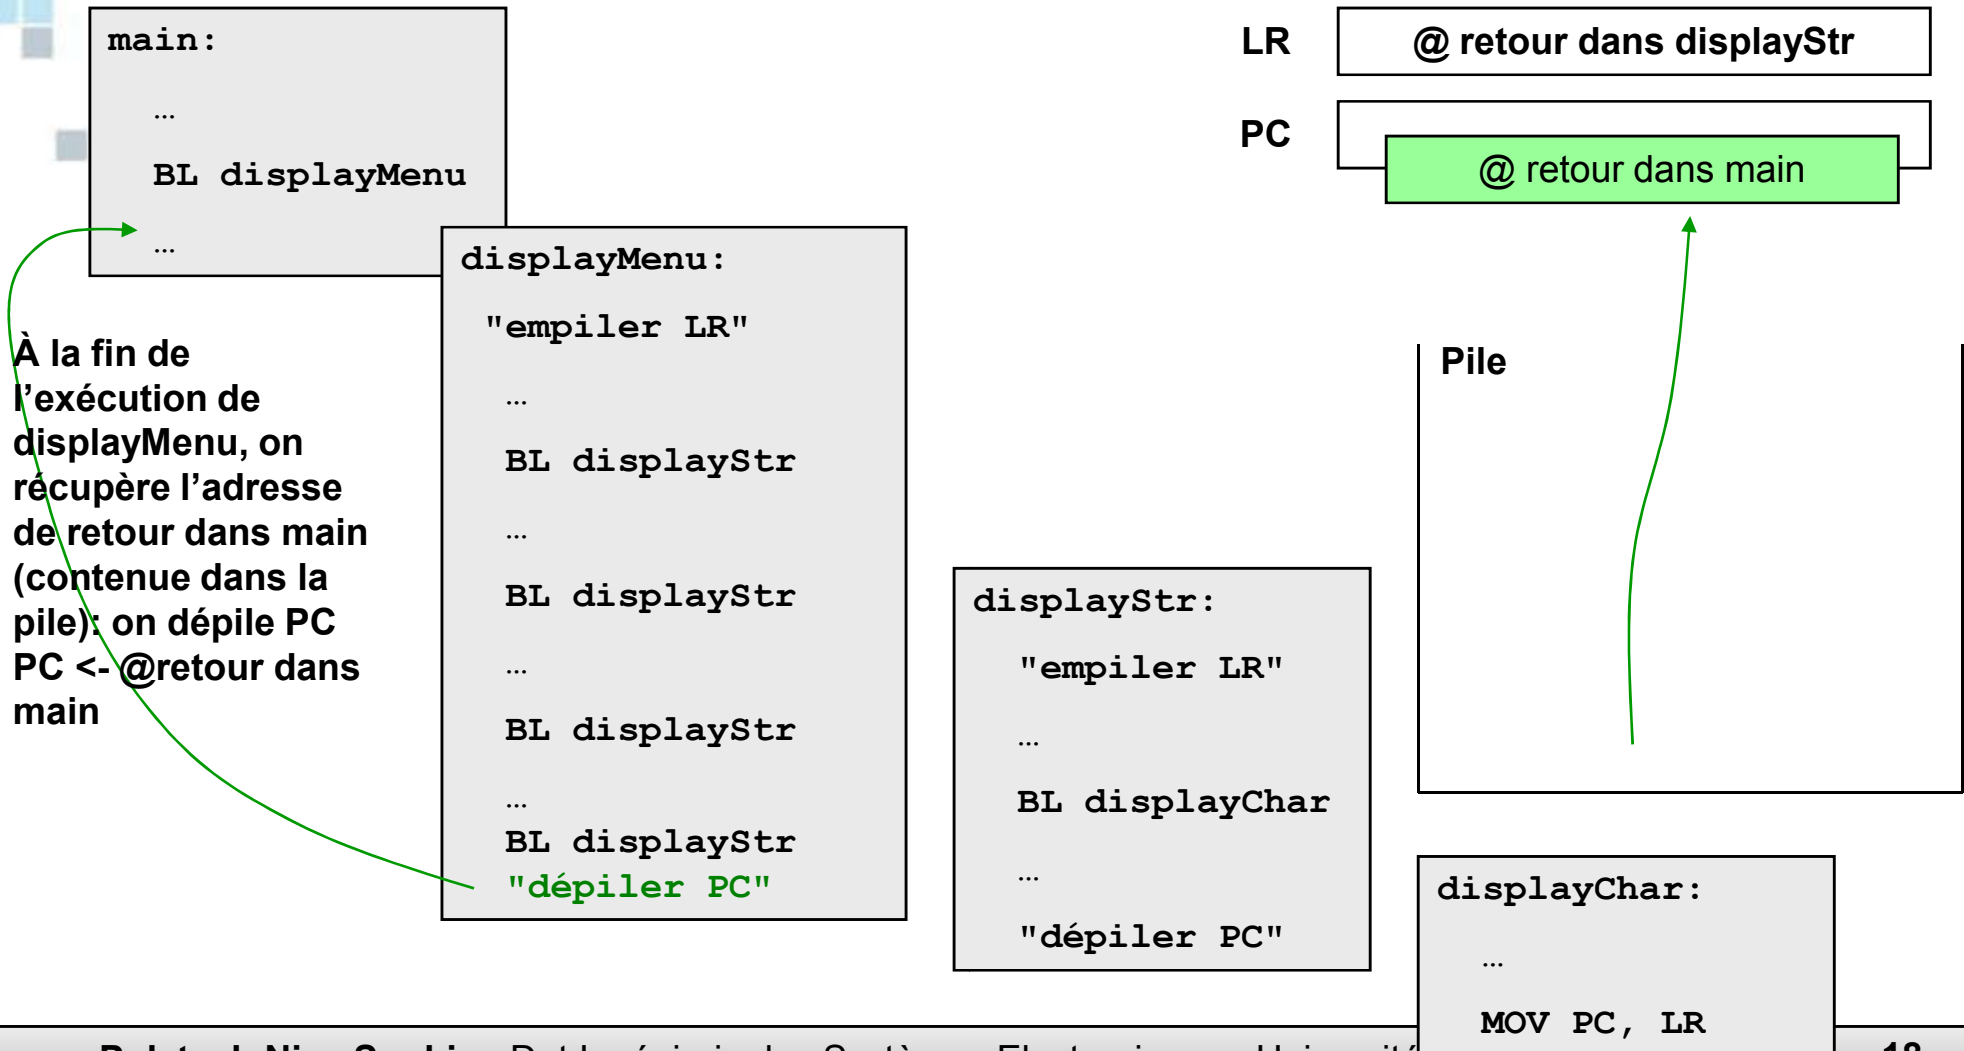 main:
…
BL displayMenu
…
À la fin de
l’exécution de
displayMenu, on
récupère l’adresse
de retour dans main
(contenue dans la
pile): on dépile PC
PC <- @retour dans
main
displayMenu:
"empiler LR"
…
BL displayStr
…
BL displayStr
…
BL displayStr
…
BL displayStr
"dépiler PC"
displayStr:
"empiler LR"
…
BL displayChar
…
"dépiler PC"
LR @ retour dans displayStr
PC
@ retour dans main
Pile
displayChar:
…
MOV PC, LR